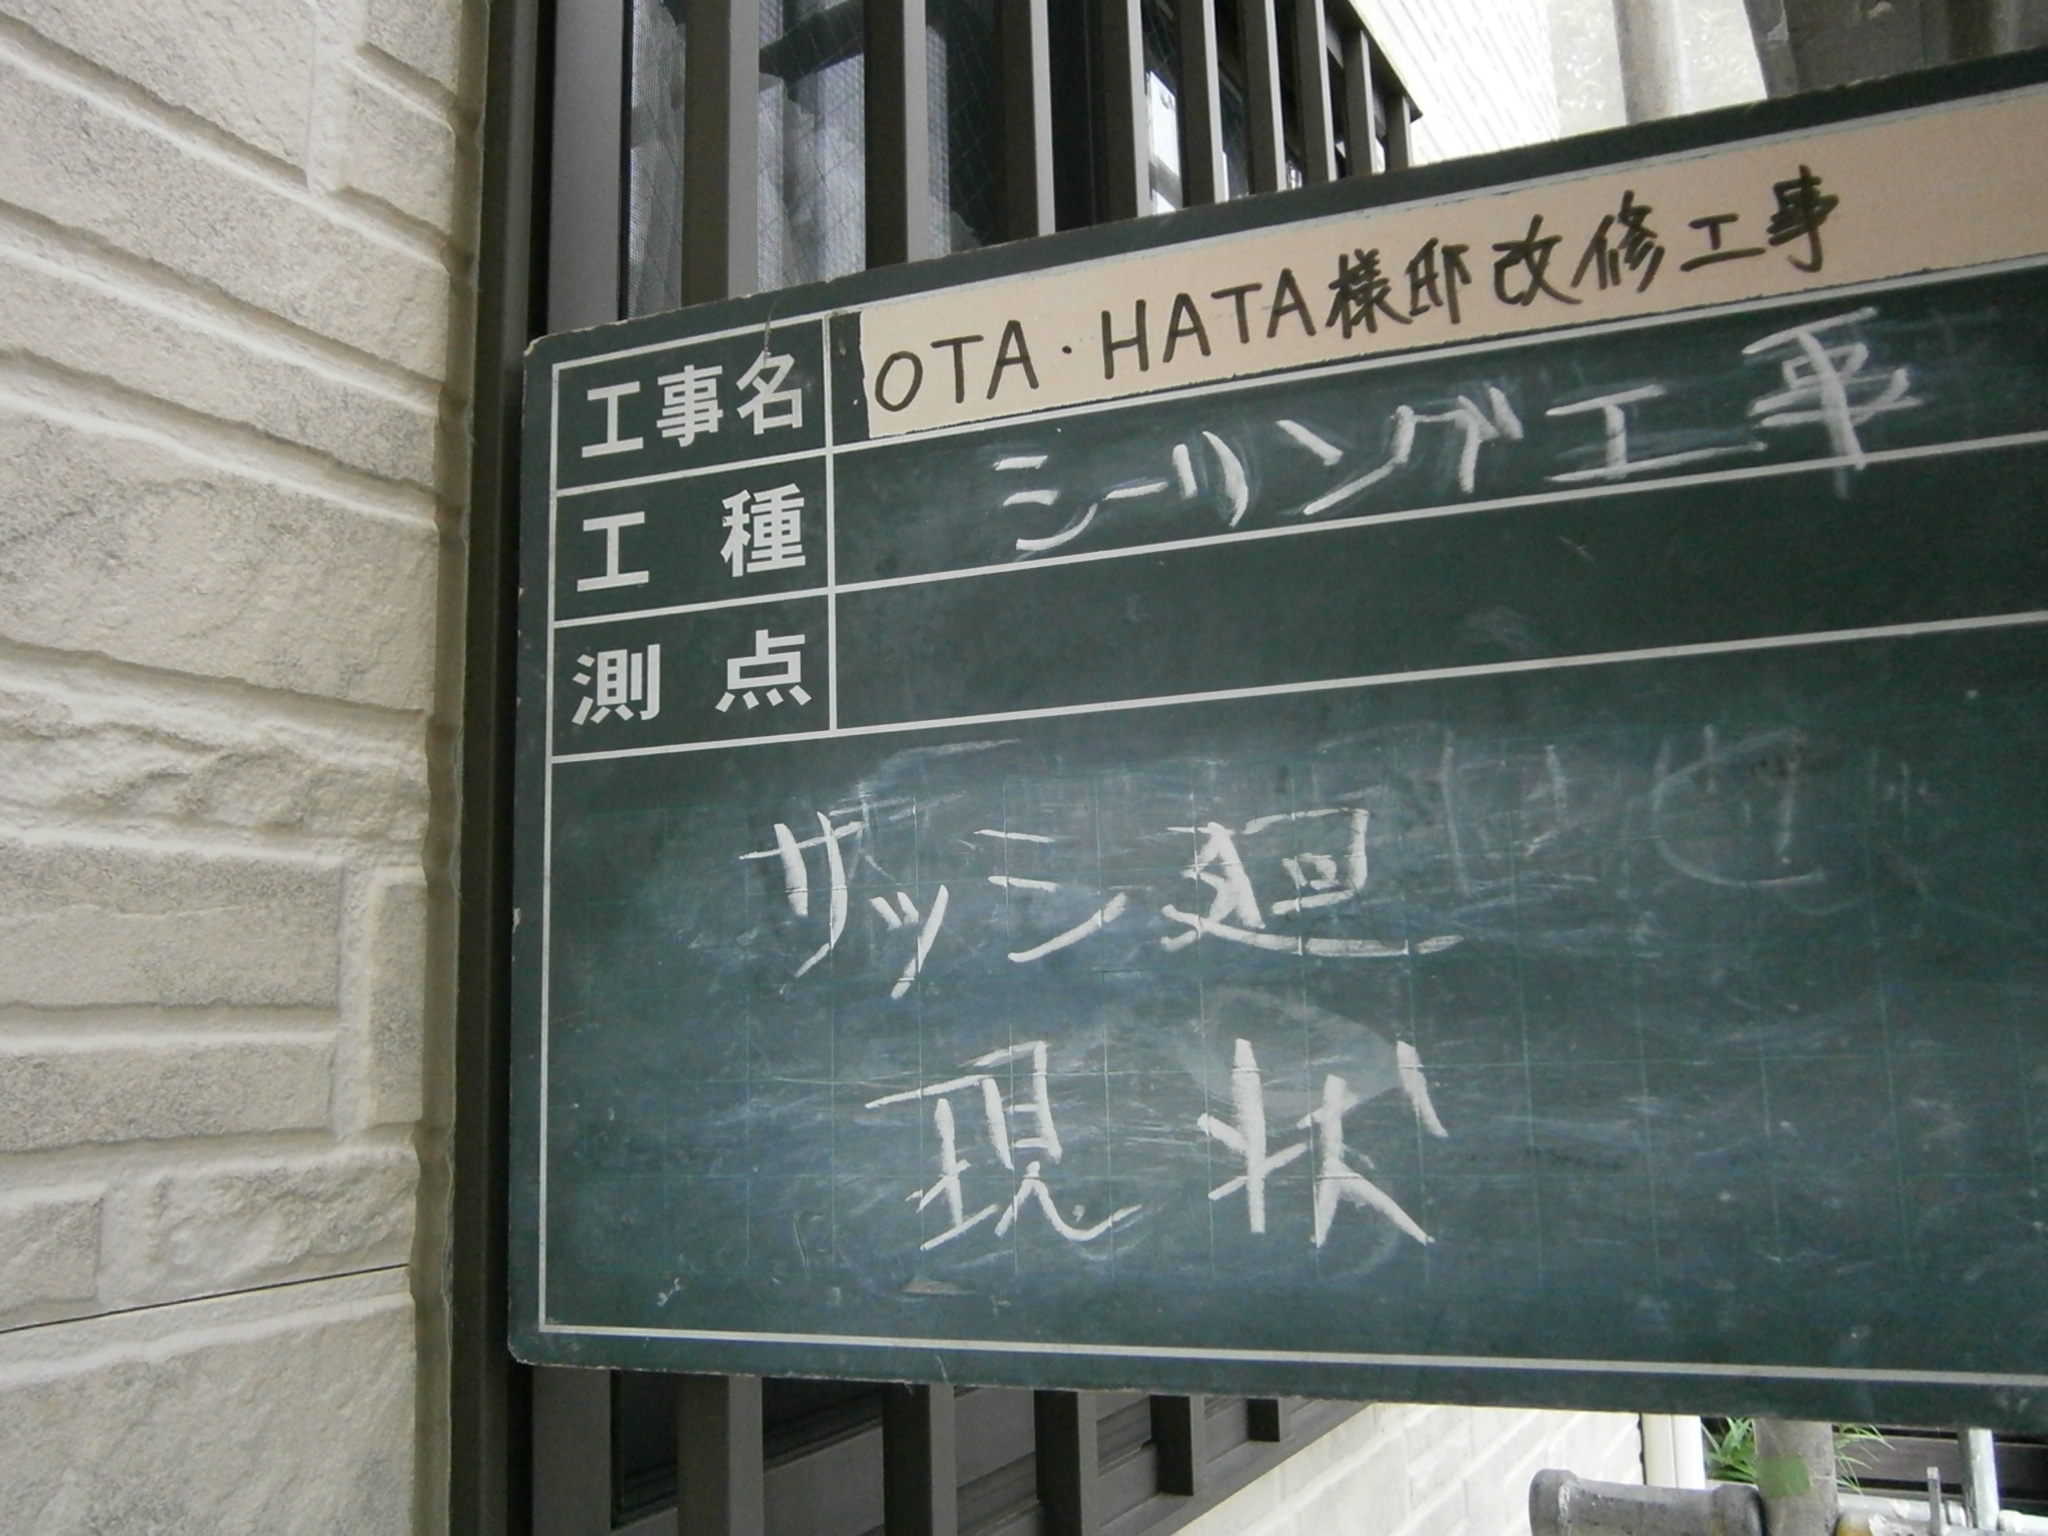 工事名 OTA・HATA様邸改修工事
工種 シーリング工事
測点
サッシ廻
現状